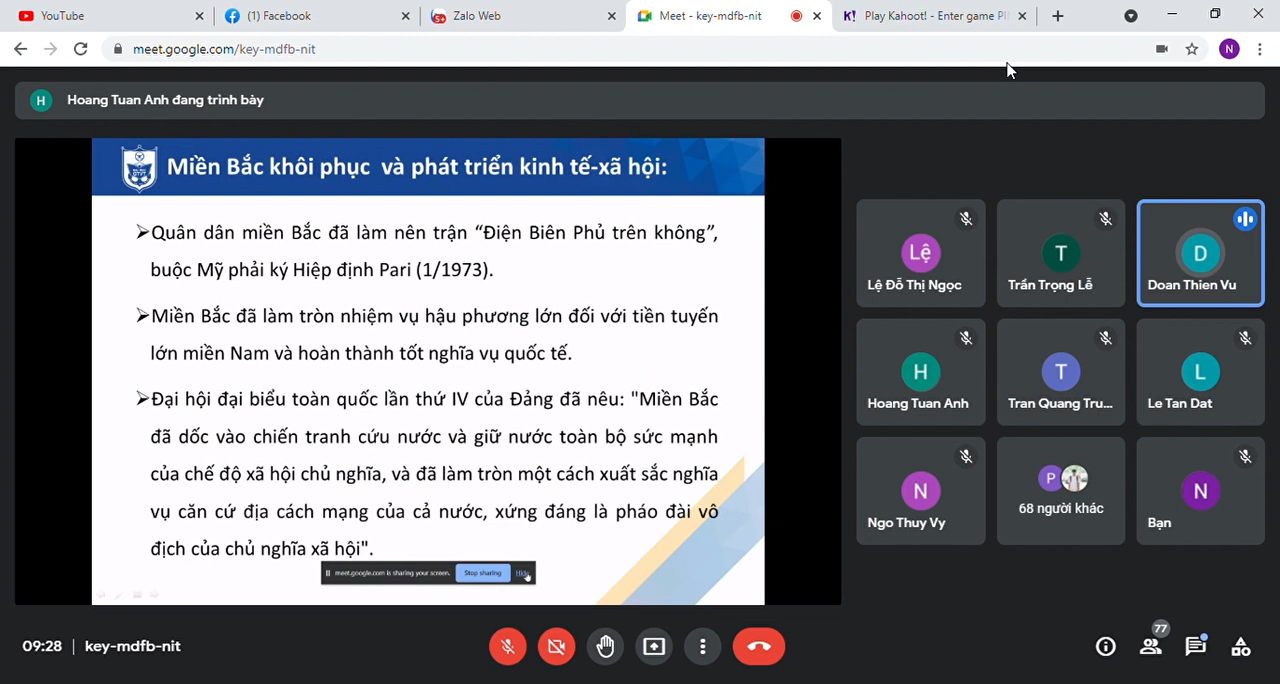 YouTube
(1) Facebook
Zalo Web
Meet - key-mdfb-nit
K! Play Kahoot! - Enter game PI
meet.google.com/key-mdfb-nit
N
H Hoang Tuan Anh đang trình bày
Miền Bắc khôi phục và phát triển kinh tế-xã hội:
➢Quân dân miền Bắc đã làm nên trận “Điện Biên Phủ trên không”,
buộc Mỹ phải ký Hiệp định Pari (1/1973).
➢Miền Bắc đã làm tròn nhiệm vụ hậu phương lớn đối với tiền tuyến
lớn miền Nam và hoàn thành tốt nghĩa vụ quốc tế.
➢Đại hội đại biểu toàn quốc lần thứ IV của Đảng đã nêu: "Miền Bắc
đã dốc vào chiến tranh cứu nước và giữ nước toàn bộ sức mạnh
của chế độ xã hội chủ nghĩa, và đã làm tròn một cách xuất sắc nghĩa
vụ căn cứ địa cách mạng của cả nước, xứng đáng là pháo đài vô
địch của chủ nghĩa xã hội".
meet.google.com is sharing your screen. Stop sharing Hide
Lệ
Lệ Đỗ Thị Ngọc
T
Trần Trọng Lễ
D
Doan Thien Vu
H
Hoang Tuan Anh
T
Tran Quang Tru...
L
Le Tan Dat
N
Ngo Thuy Vy
P
68 người khác
N
Bạn
09:28 | key-mdfb-nit
77